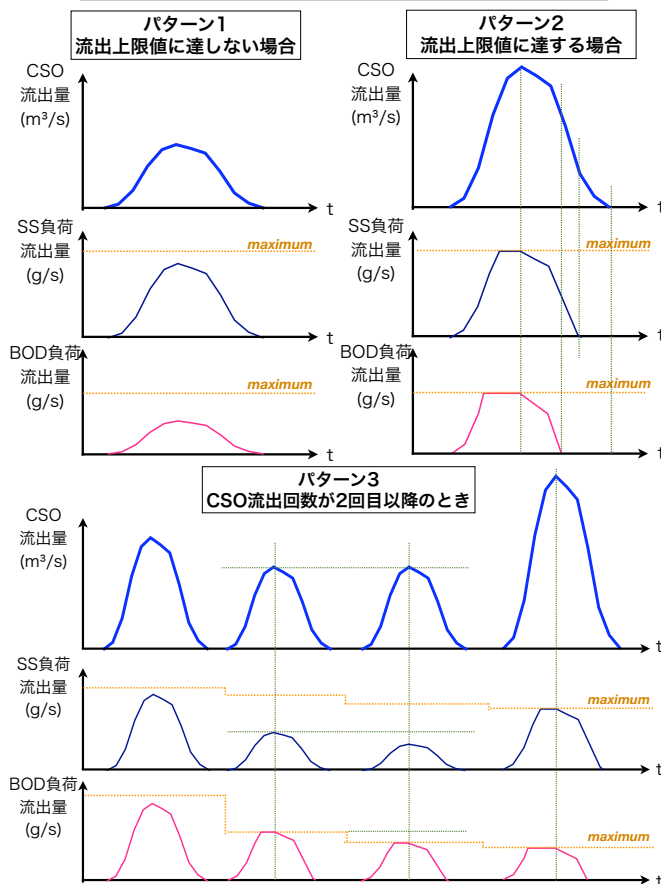 パターン1
流出上限値に達しない場合
パターン2
流出上限値に達する場合
CSO
流出量
(m³/s)
t
CSO
流出量
(m³/s)
t
SS負荷
流出量
(g/s)
maximum
t
SS負荷
流出量
(g/s)
maximum
t
BOD負荷
流出量
(g/s)
maximum
t
BOD負荷
流出量
(g/s)
maximum
t
パターン3
CSO流出回数が2回目以降のとき
CSO
流出量
(m³/s)
t
SS負荷
流出量
(g/s)
maximum
t
BOD負荷
流出量
(g/s)
maximum
t